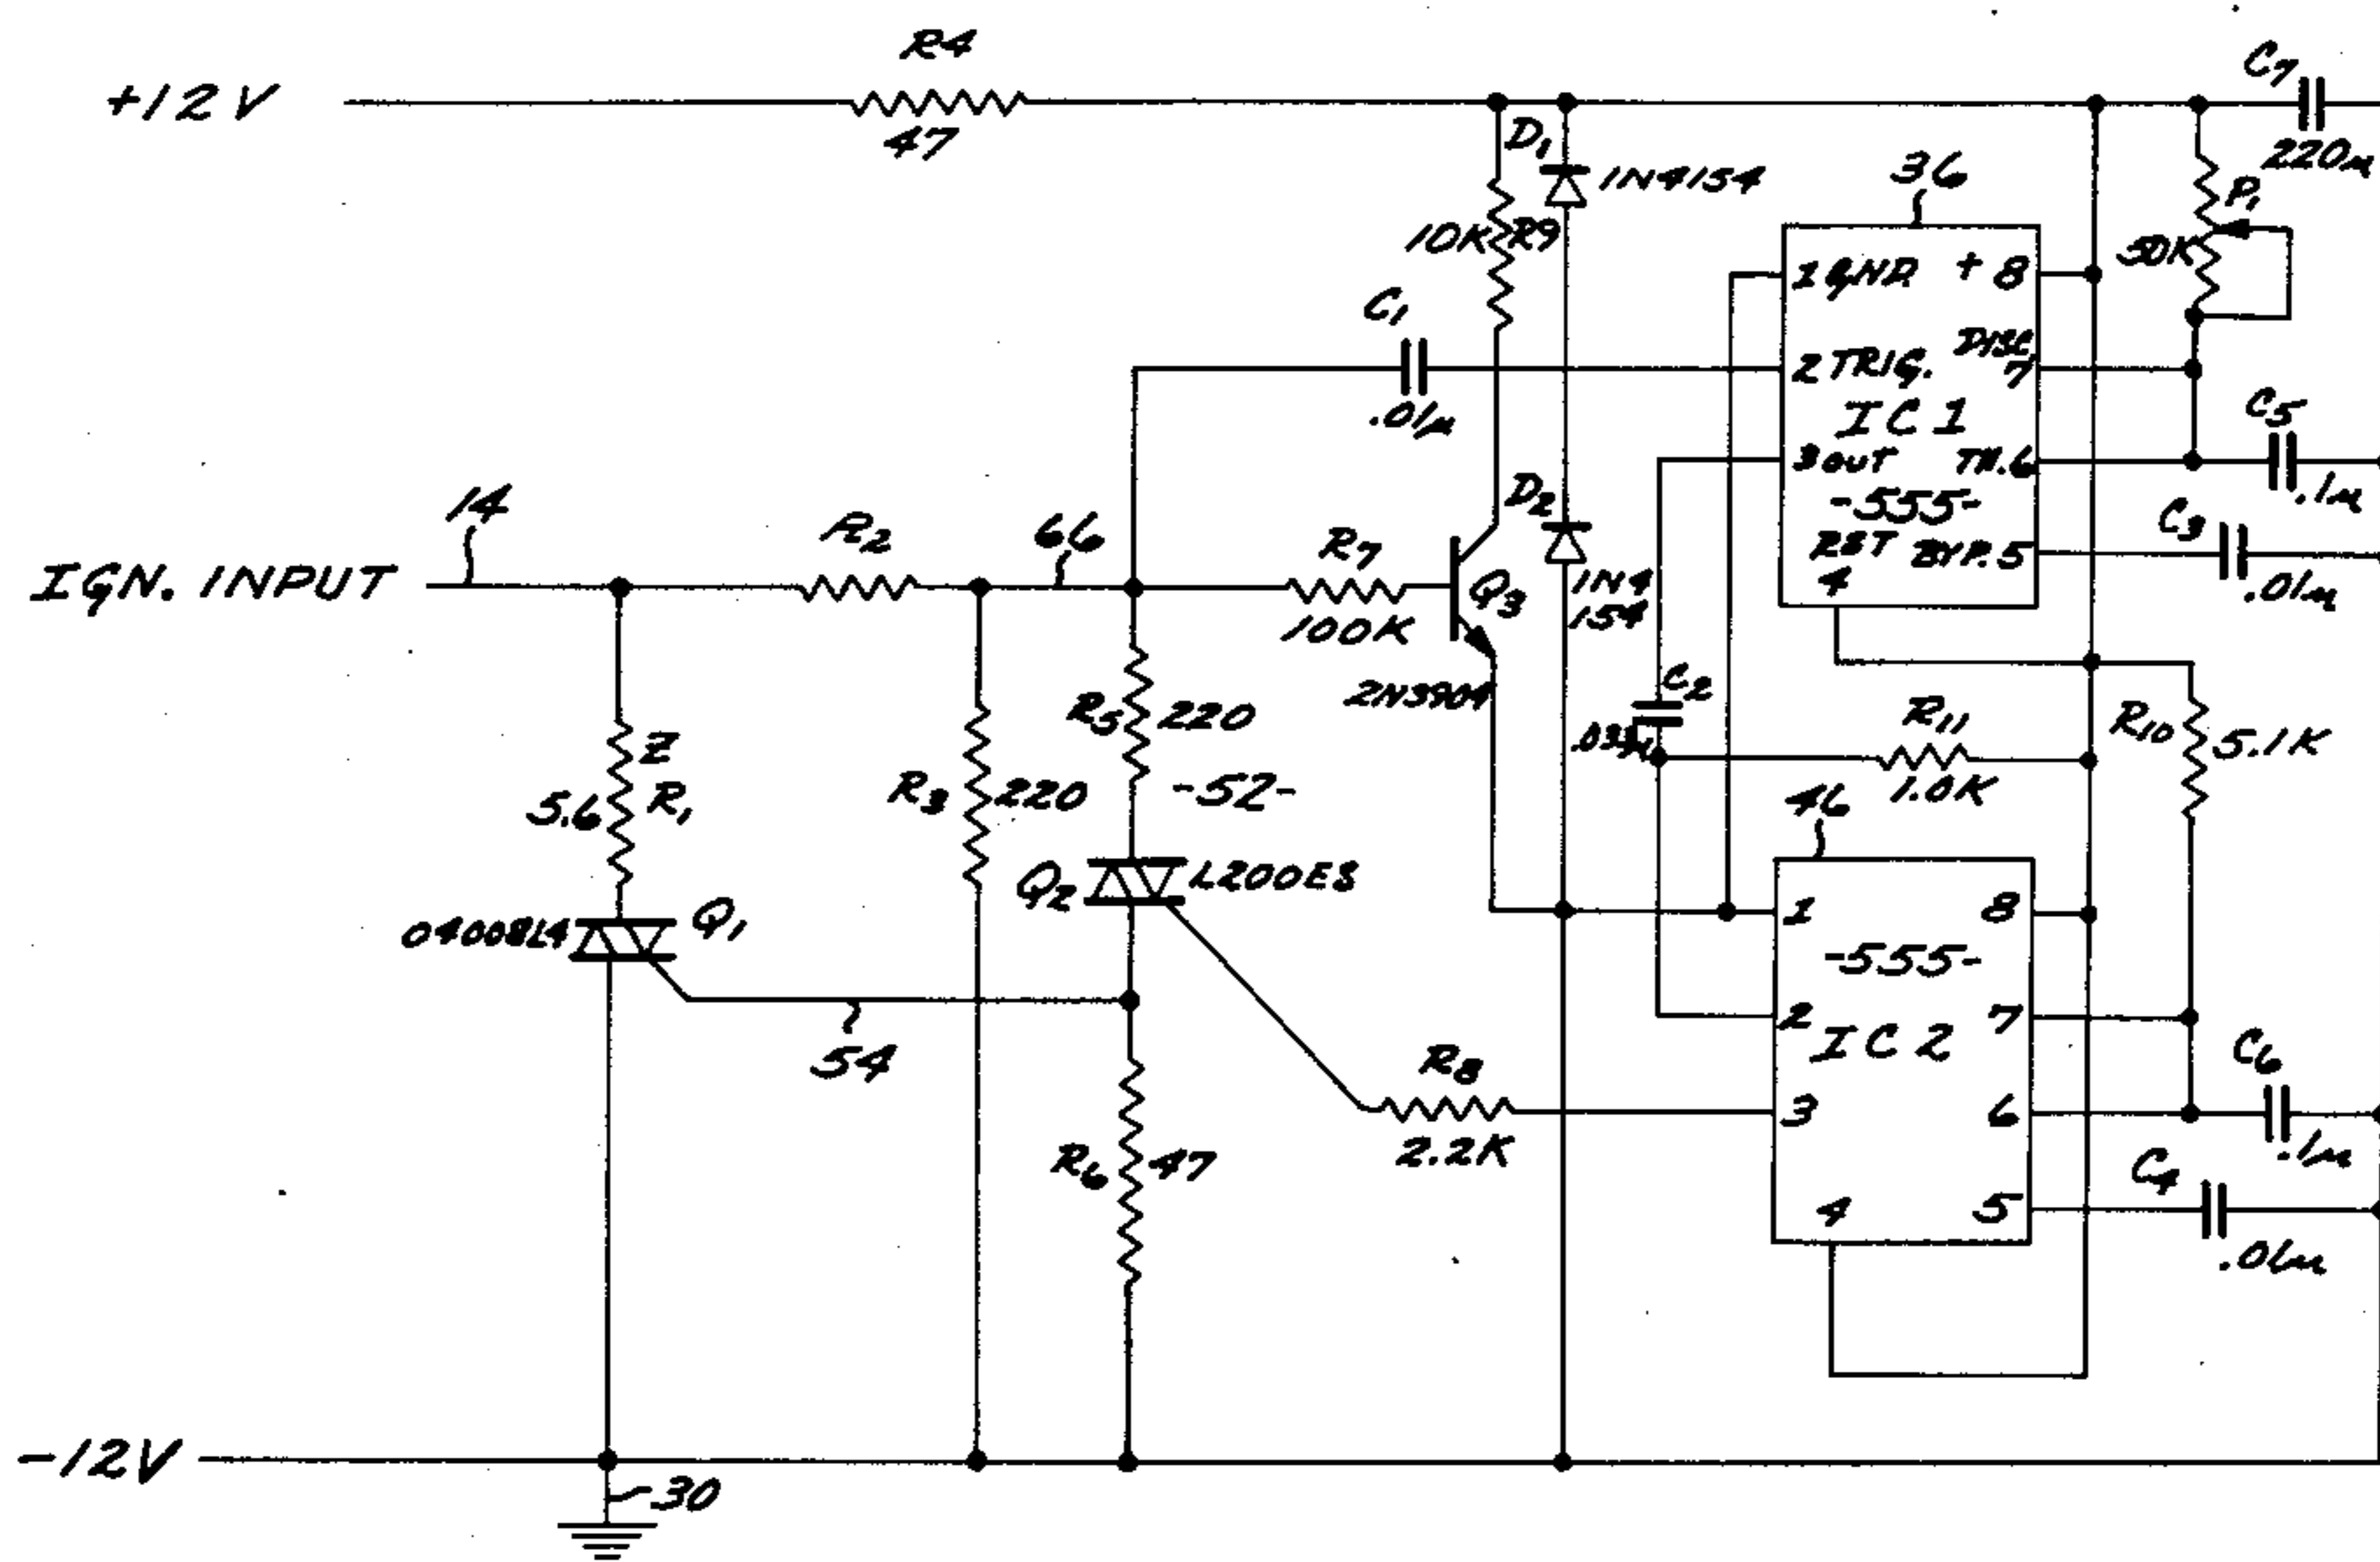 R4
+12V
47
C7
220μ
D1
1N4154
36
P1
50K
10K
R9
1 GND.
+8
C1
.01μ
2 TRIG.
DISC
7
IC1
3 OUT
TH. 6
-555-
RST
BYP. 5
4
C5
.1μ
C3
.01μ
14
IGN. INPUT
R2
66
R7
100K
Q3
2N3904
D2
1N4
154
C2
.033μ
R11
1.0K
R10
5.1K
Z
5.6
R1
R3
220
R5
220
-52-
Q2
L200E8
Q1
54
46
1
8
-555-
2
7
IC2
3
6
4
5
R8
2.2K
C6
.1μ
C4
.01μ
R6
47
-12V
30